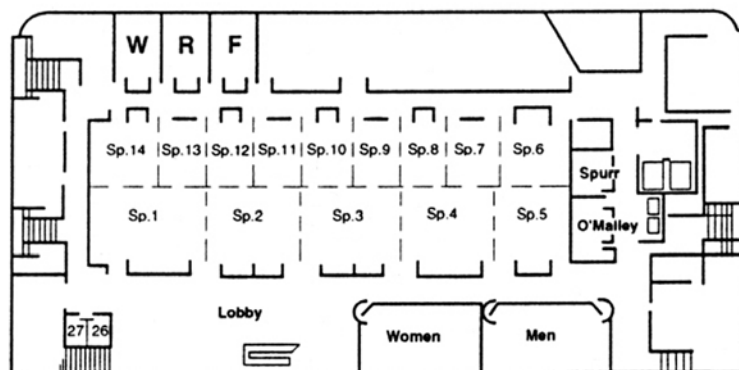 W R F
Sp.14 Sp.13 Sp.12 Sp.11 Sp.10 Sp.9 Sp.8 Sp.7 Sp.6
Spurr
Sp.1 Sp.2 Sp.3 Sp.4 Sp.5
O'Malley
Lobby
27 26
Women Men